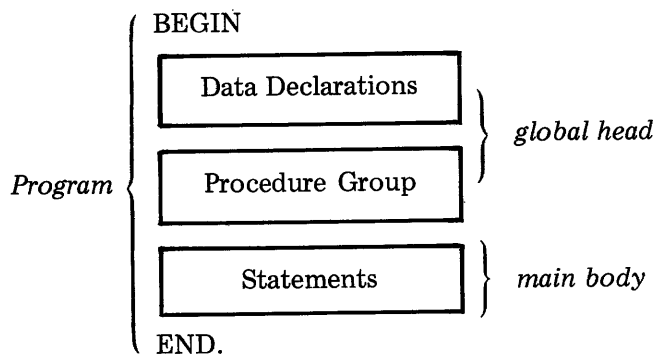 BEGIN
Data Declarations
global head
Program
Procedure Group
Statements
main body
END.